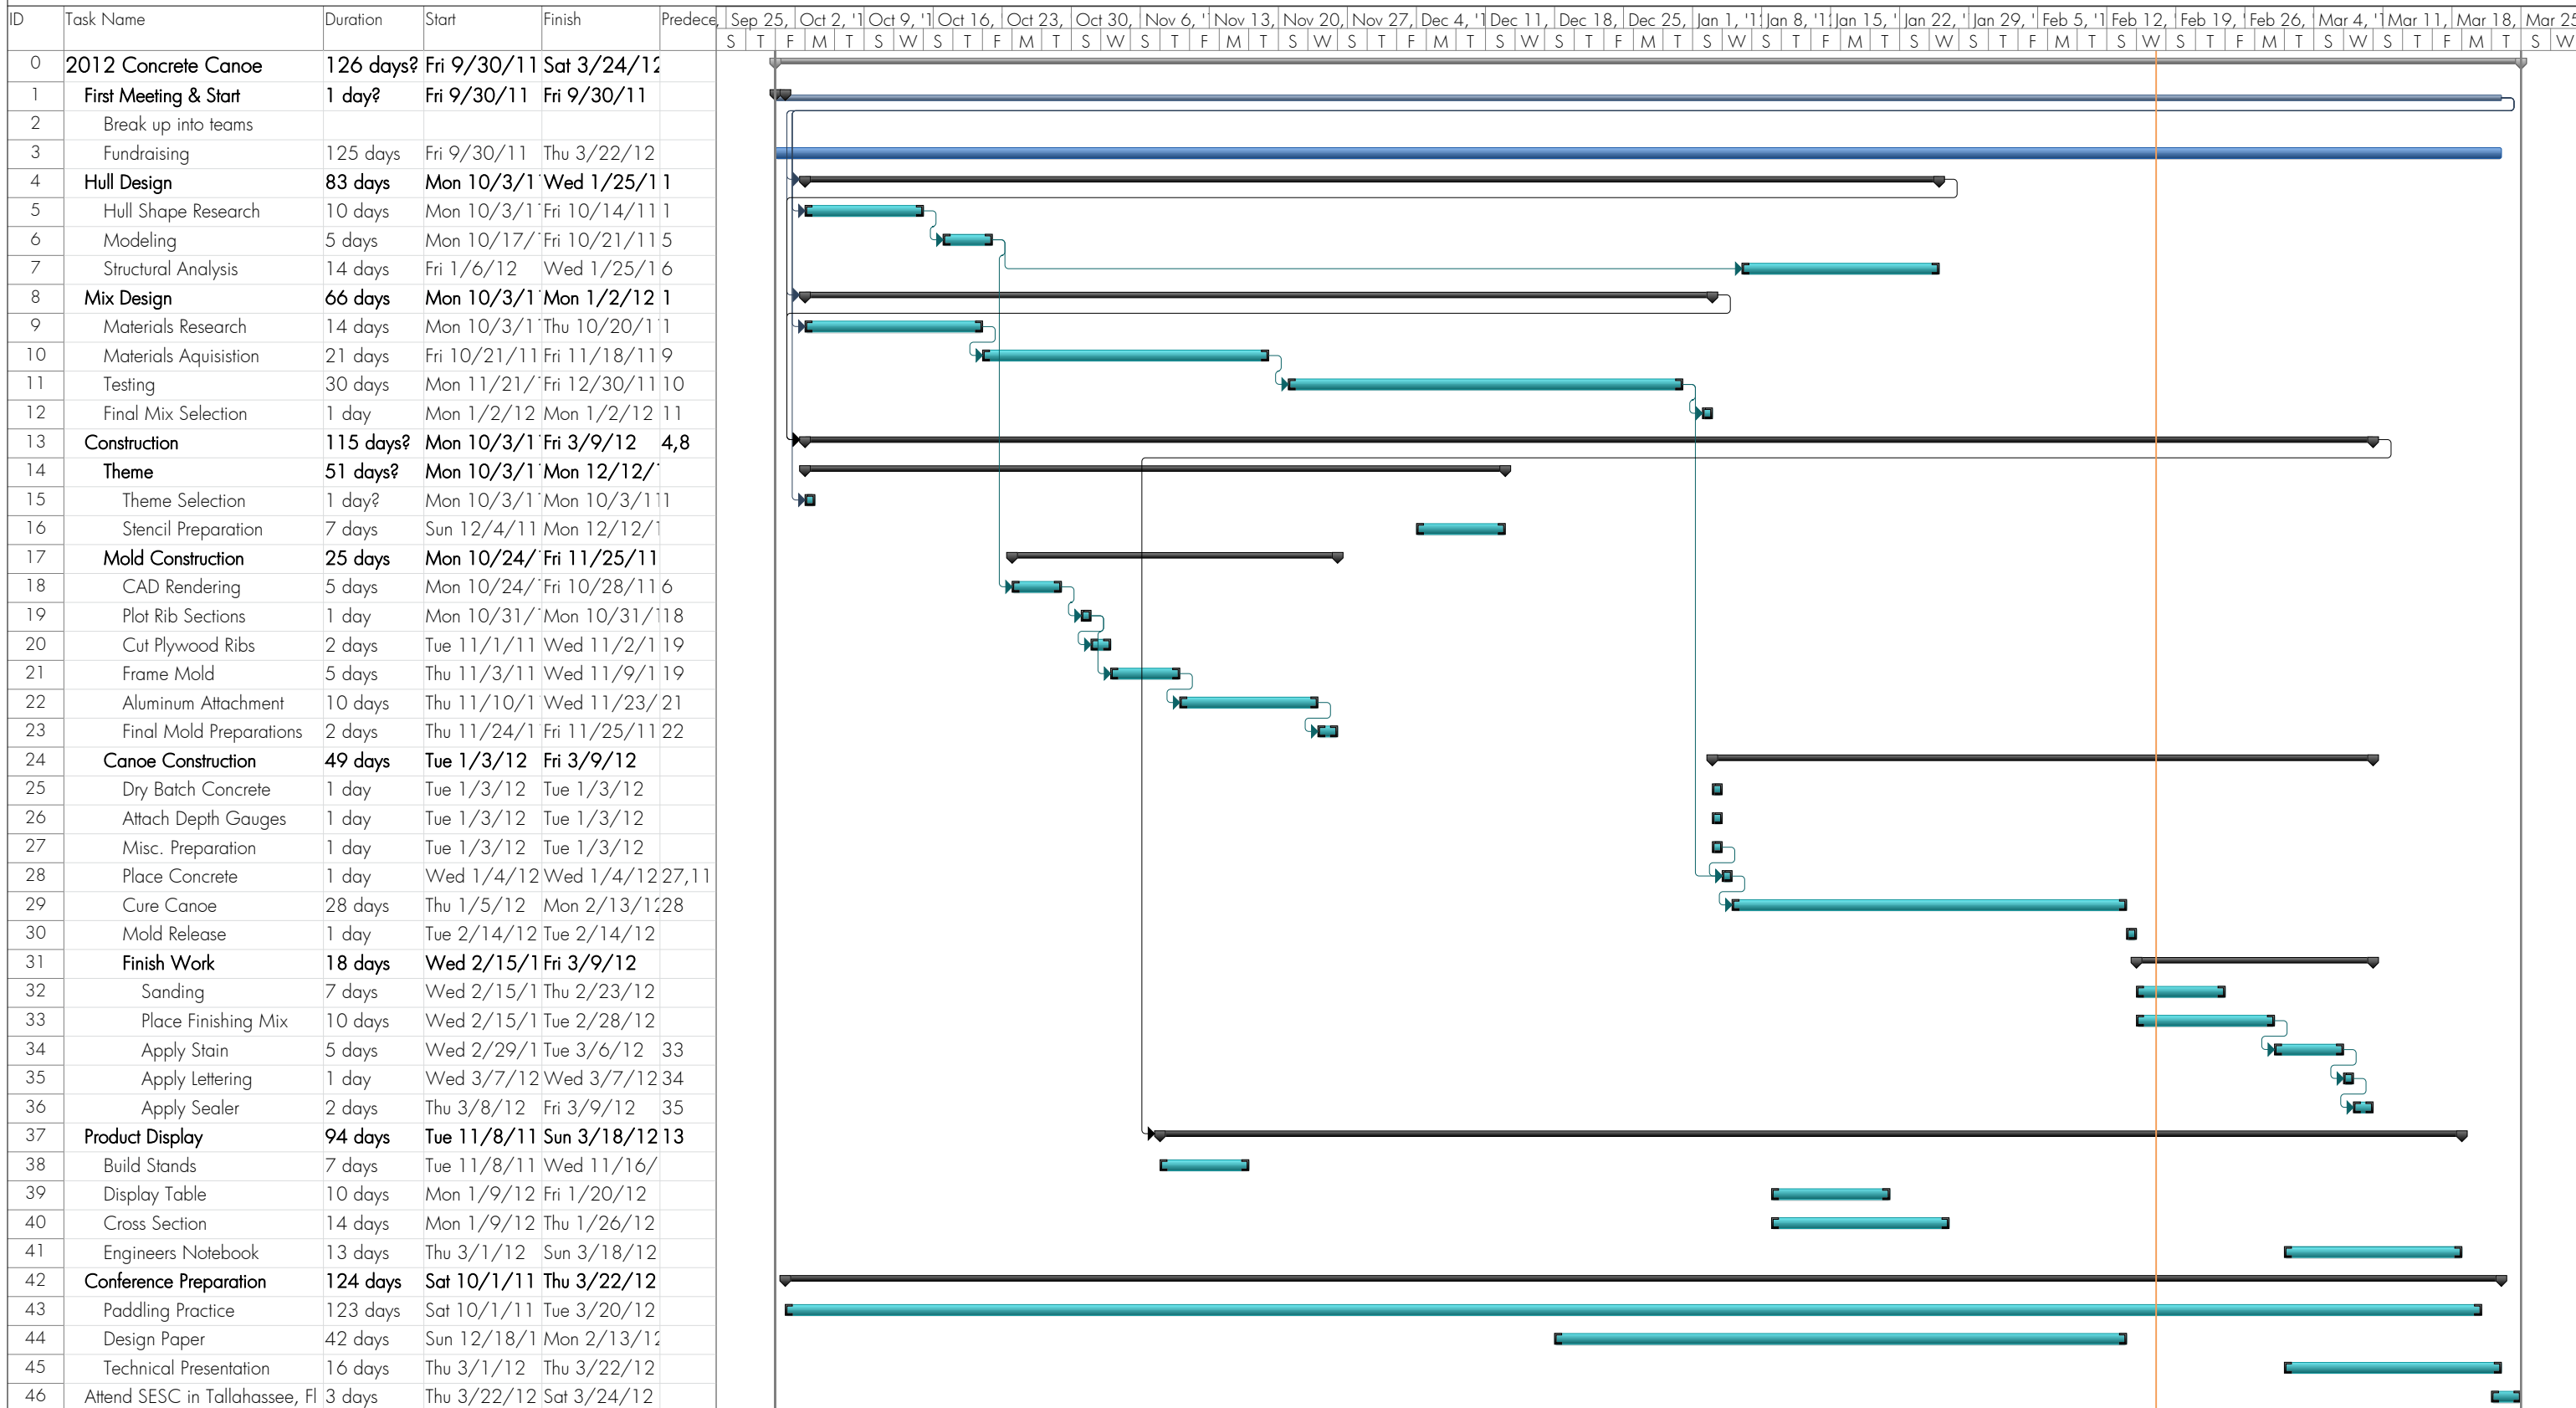 ID Task Name Duration Start Finish Predece Sep 25, Oct 2, '1 Oct 9, '1 Oct 16, Oct 23, Oct 30, Nov 6, '1 Nov 13, Nov 20, Nov 27, Dec 4, '1 Dec 11, Dec 18, Dec 25, Jan 1, '1 Jan 8, '1 Jan 15, ' Jan 22, ' Jan 29, ' Feb 5, '1 Feb 12, Feb 19, Feb 26, Mar 4, '1 Mar 11, Mar 18, Mar 25
S T F M T S W S T F M T S W S T F M T S W S T F M T S W S T F M T S W S T F M T S W S T F M T S W S T F M T S W S T F M T S W
0 2012 Concrete Canoe 126 days? Fri 9/30/11 Sat 3/24/12
1 First Meeting & Start 1 day? Fri 9/30/11 Fri 9/30/11
2 Break up into teams
3 Fundraising 125 days Fri 9/30/11 Thu 3/22/12
4 Hull Design 83 days Mon 10/3/1 Wed 1/25/1 1
5 Hull Shape Research 10 days Mon 10/3/1 Fri 10/14/11 1
6 Modeling 5 days Mon 10/17/ Fri 10/21/11 5
7 Structural Analysis 14 days Fri 1/6/12 Wed 1/25/1 6
8 Mix Design 66 days Mon 10/3/1 Mon 1/2/12 1
9 Materials Research 14 days Mon 10/3/1 Thu 10/20/1 1
10 Materials Aquisistion 21 days Fri 10/21/11 Fri 11/18/11 9
11 Testing 30 days Mon 11/21/ Fri 12/30/11 10
12 Final Mix Selection 1 day Mon 1/2/12 Mon 1/2/12 11
13 Construction 115 days? Mon 10/3/1 Fri 3/9/12 4,8
14 Theme 51 days? Mon 10/3/1 Mon 12/12/
15 Theme Selection 1 day? Mon 10/3/1 Mon 10/3/11 1
16 Stencil Preparation 7 days Sun 12/4/11 Mon 12/12/1
17 Mold Construction 25 days Mon 10/24/ Fri 11/25/11
18 CAD Rendering 5 days Mon 10/24/ Fri 10/28/11 6
19 Plot Rib Sections 1 day Mon 10/31/ Mon 10/31/1 18
20 Cut Plywood Ribs 2 days Tue 11/1/11 Wed 11/2/1 19
21 Frame Mold 5 days Thu 11/3/11 Wed 11/9/1 19
22 Aluminum Attachment 10 days Thu 11/10/1 Wed 11/23/ 21
23 Final Mold Preparations 2 days Thu 11/24/1 Fri 11/25/11 22
24 Canoe Construction 49 days Tue 1/3/12 Fri 3/9/12
25 Dry Batch Concrete 1 day Tue 1/3/12 Tue 1/3/12
26 Attach Depth Gauges 1 day Tue 1/3/12 Tue 1/3/12
27 Misc. Preparation 1 day Tue 1/3/12 Tue 1/3/12
28 Place Concrete 1 day Wed 1/4/12 Wed 1/4/12 27,11
29 Cure Canoe 28 days Thu 1/5/12 Mon 2/13/12 28
30 Mold Release 1 day Tue 2/14/12 Tue 2/14/12
31 Finish Work 18 days Wed 2/15/1 Fri 3/9/12
32 Sanding 7 days Wed 2/15/1 Thu 2/23/12
33 Place Finishing Mix 10 days Wed 2/15/1 Tue 2/28/12
34 Apply Stain 5 days Wed 2/29/1 Tue 3/6/12 33
35 Apply Lettering 1 day Wed 3/7/12 Wed 3/7/12 34
36 Apply Sealer 2 days Thu 3/8/12 Fri 3/9/12 35
37 Product Display 94 days Tue 11/8/11 Sun 3/18/12 13
38 Build Stands 7 days Tue 11/8/11 Wed 11/16/
39 Display Table 10 days Mon 1/9/12 Fri 1/20/12
40 Cross Section 14 days Mon 1/9/12 Thu 1/26/12
41 Engineers Notebook 13 days Thu 3/1/12 Sun 3/18/12
42 Conference Preparation 124 days Sat 10/1/11 Thu 3/22/12
43 Paddling Practice 123 days Sat 10/1/11 Tue 3/20/12
44 Design Paper 42 days Sun 12/18/1 Mon 2/13/12
45 Technical Presentation 16 days Thu 3/1/12 Thu 3/22/12
46 Attend SESC in Tallahassee, Fl 3 days Thu 3/22/12 Sat 3/24/12